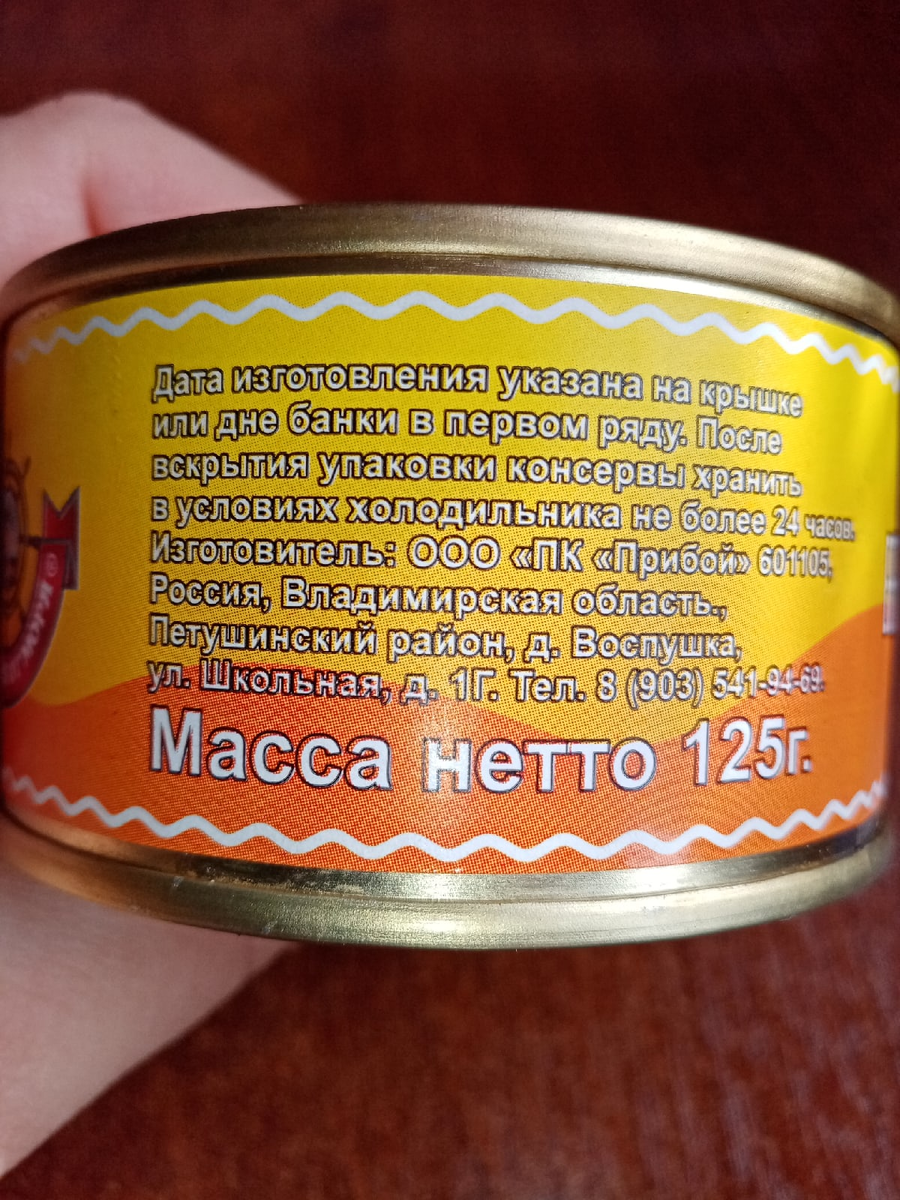 Дата изготовления указана на крышке
или дне банки в первом ряду. После
вскрытия упаковки консервы хранить
в условиях холодильника не более 24 часов.
Изготовитель: ООО «ПК «Прибой» 601105,
Россия, Владимирская область.,
Петушинский район, д. Воспушка,
ул. Школьная, д. 1Г. Тел. 8 (903) 541-94-69.
Масса нетто 125г.